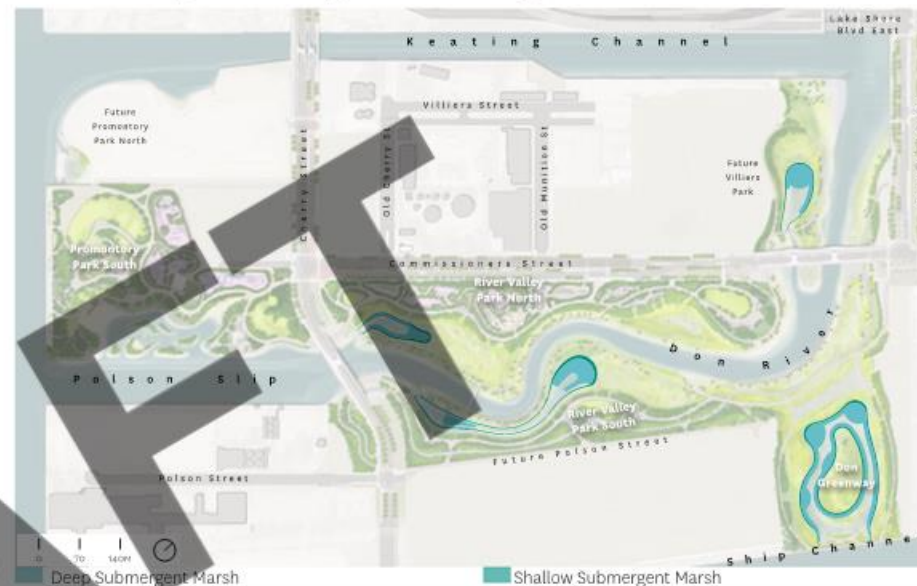 Lake Shore
Blvd East
Keating Channel
Future
Promontory
Park North
Villiers Street
Cherry Street
Old Cherry St
Old Munition St
Future
Villiers
Park
Promontory
Park South
Commissioners Street
River Valley
Park North
Don River
Polson Slip
River Valley
Park South
Future Polson Street
Polson Street
Don
Greenway
Ship Channe
0 70 140M
Deep Submergent Marsh
Shallow Submergent Marsh
FT